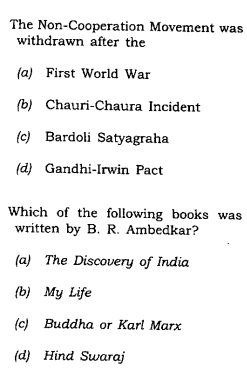 The Non-Cooperation Movement was
withdrawn after the
(a) First World War
(b) Chauri-Chaura Incident
(c) Bardoli Satyagraha
(d) Gandhi-Irwin Pact
Which of the following books was
written by B. R. Ambedkar?
(a) The Discovery of India
(b) My Life
(c) Buddha or Karl Marx
(d) Hind Swaraj